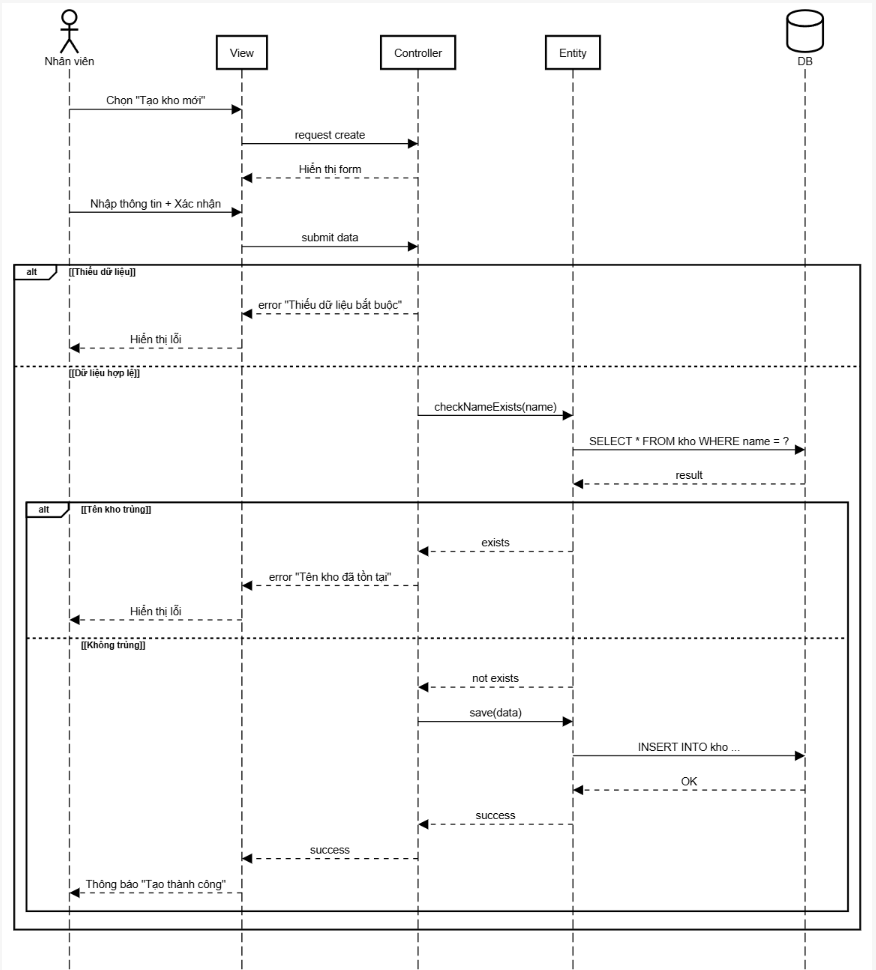 Nhân viên
View
Controller
Entity
DB
Chọn "Tạo kho mới"
request create
Hiển thị form
Nhập thông tin + Xác nhận
submit data
alt
[[Thiếu dữ liệu]]
error "Thiếu dữ liệu bắt buộc"
Hiển thị lỗi
[[Dữ liệu hợp lệ]]
checkNameExists(name)
SELECT * FROM kho WHERE name = ?
result
alt
[[Tên kho trùng]]
exists
error "Tên kho đã tồn tại"
Hiển thị lỗi
[[Không trùng]]
not exists
save(data)
INSERT INTO kho ...
OK
success
success
Thông báo "Tạo thành công"